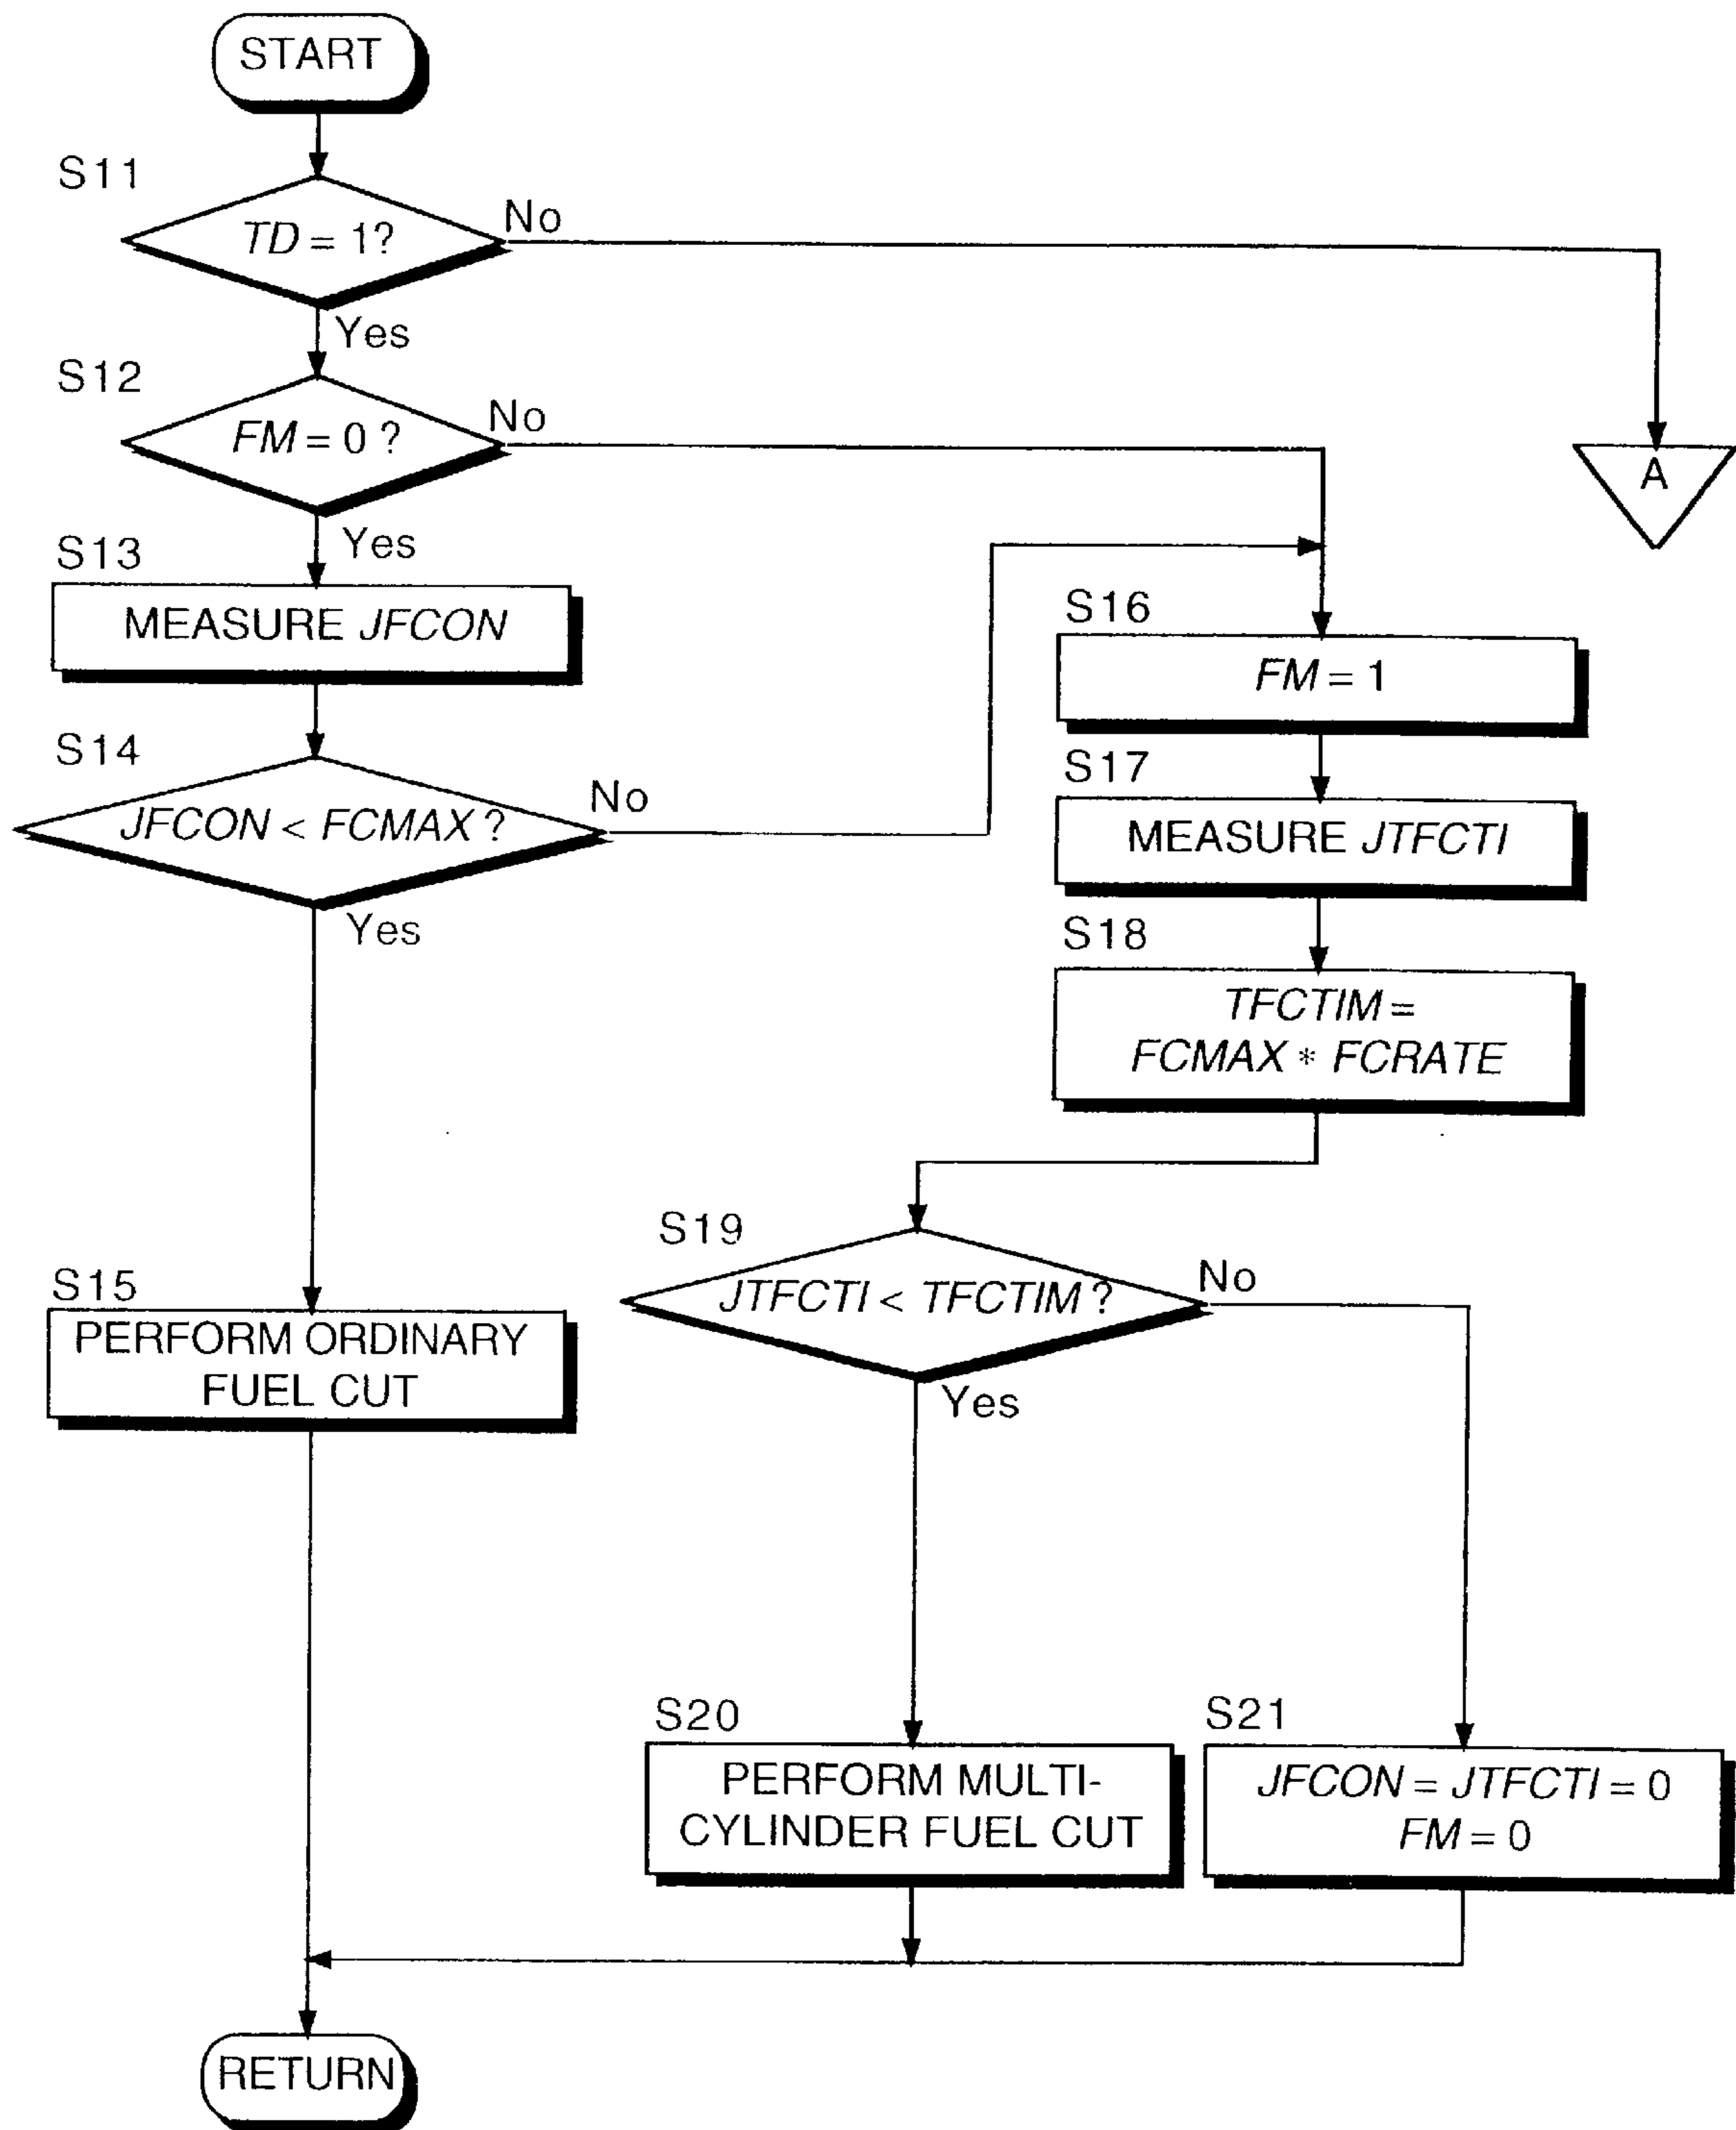 START
S11
TD = 1?
No
Yes
S12
FM = 0 ?
No
A
Yes
S13
MEASURE JFCON
S16
FM = 1
S14
JFCON < FCMAX ?
No
Yes
S17
MEASURE JTFCTI
S18
TFCTIM =
FCMAX * FCRATE
S19
JTFCTI < TFCTIM ?
No
Yes
S15
PERFORM ORDINARY
FUEL CUT
S20
PERFORM MULTI-
CYLINDER FUEL CUT
S21
JFCON = JTFCTI = 0
FM = 0
RETURN